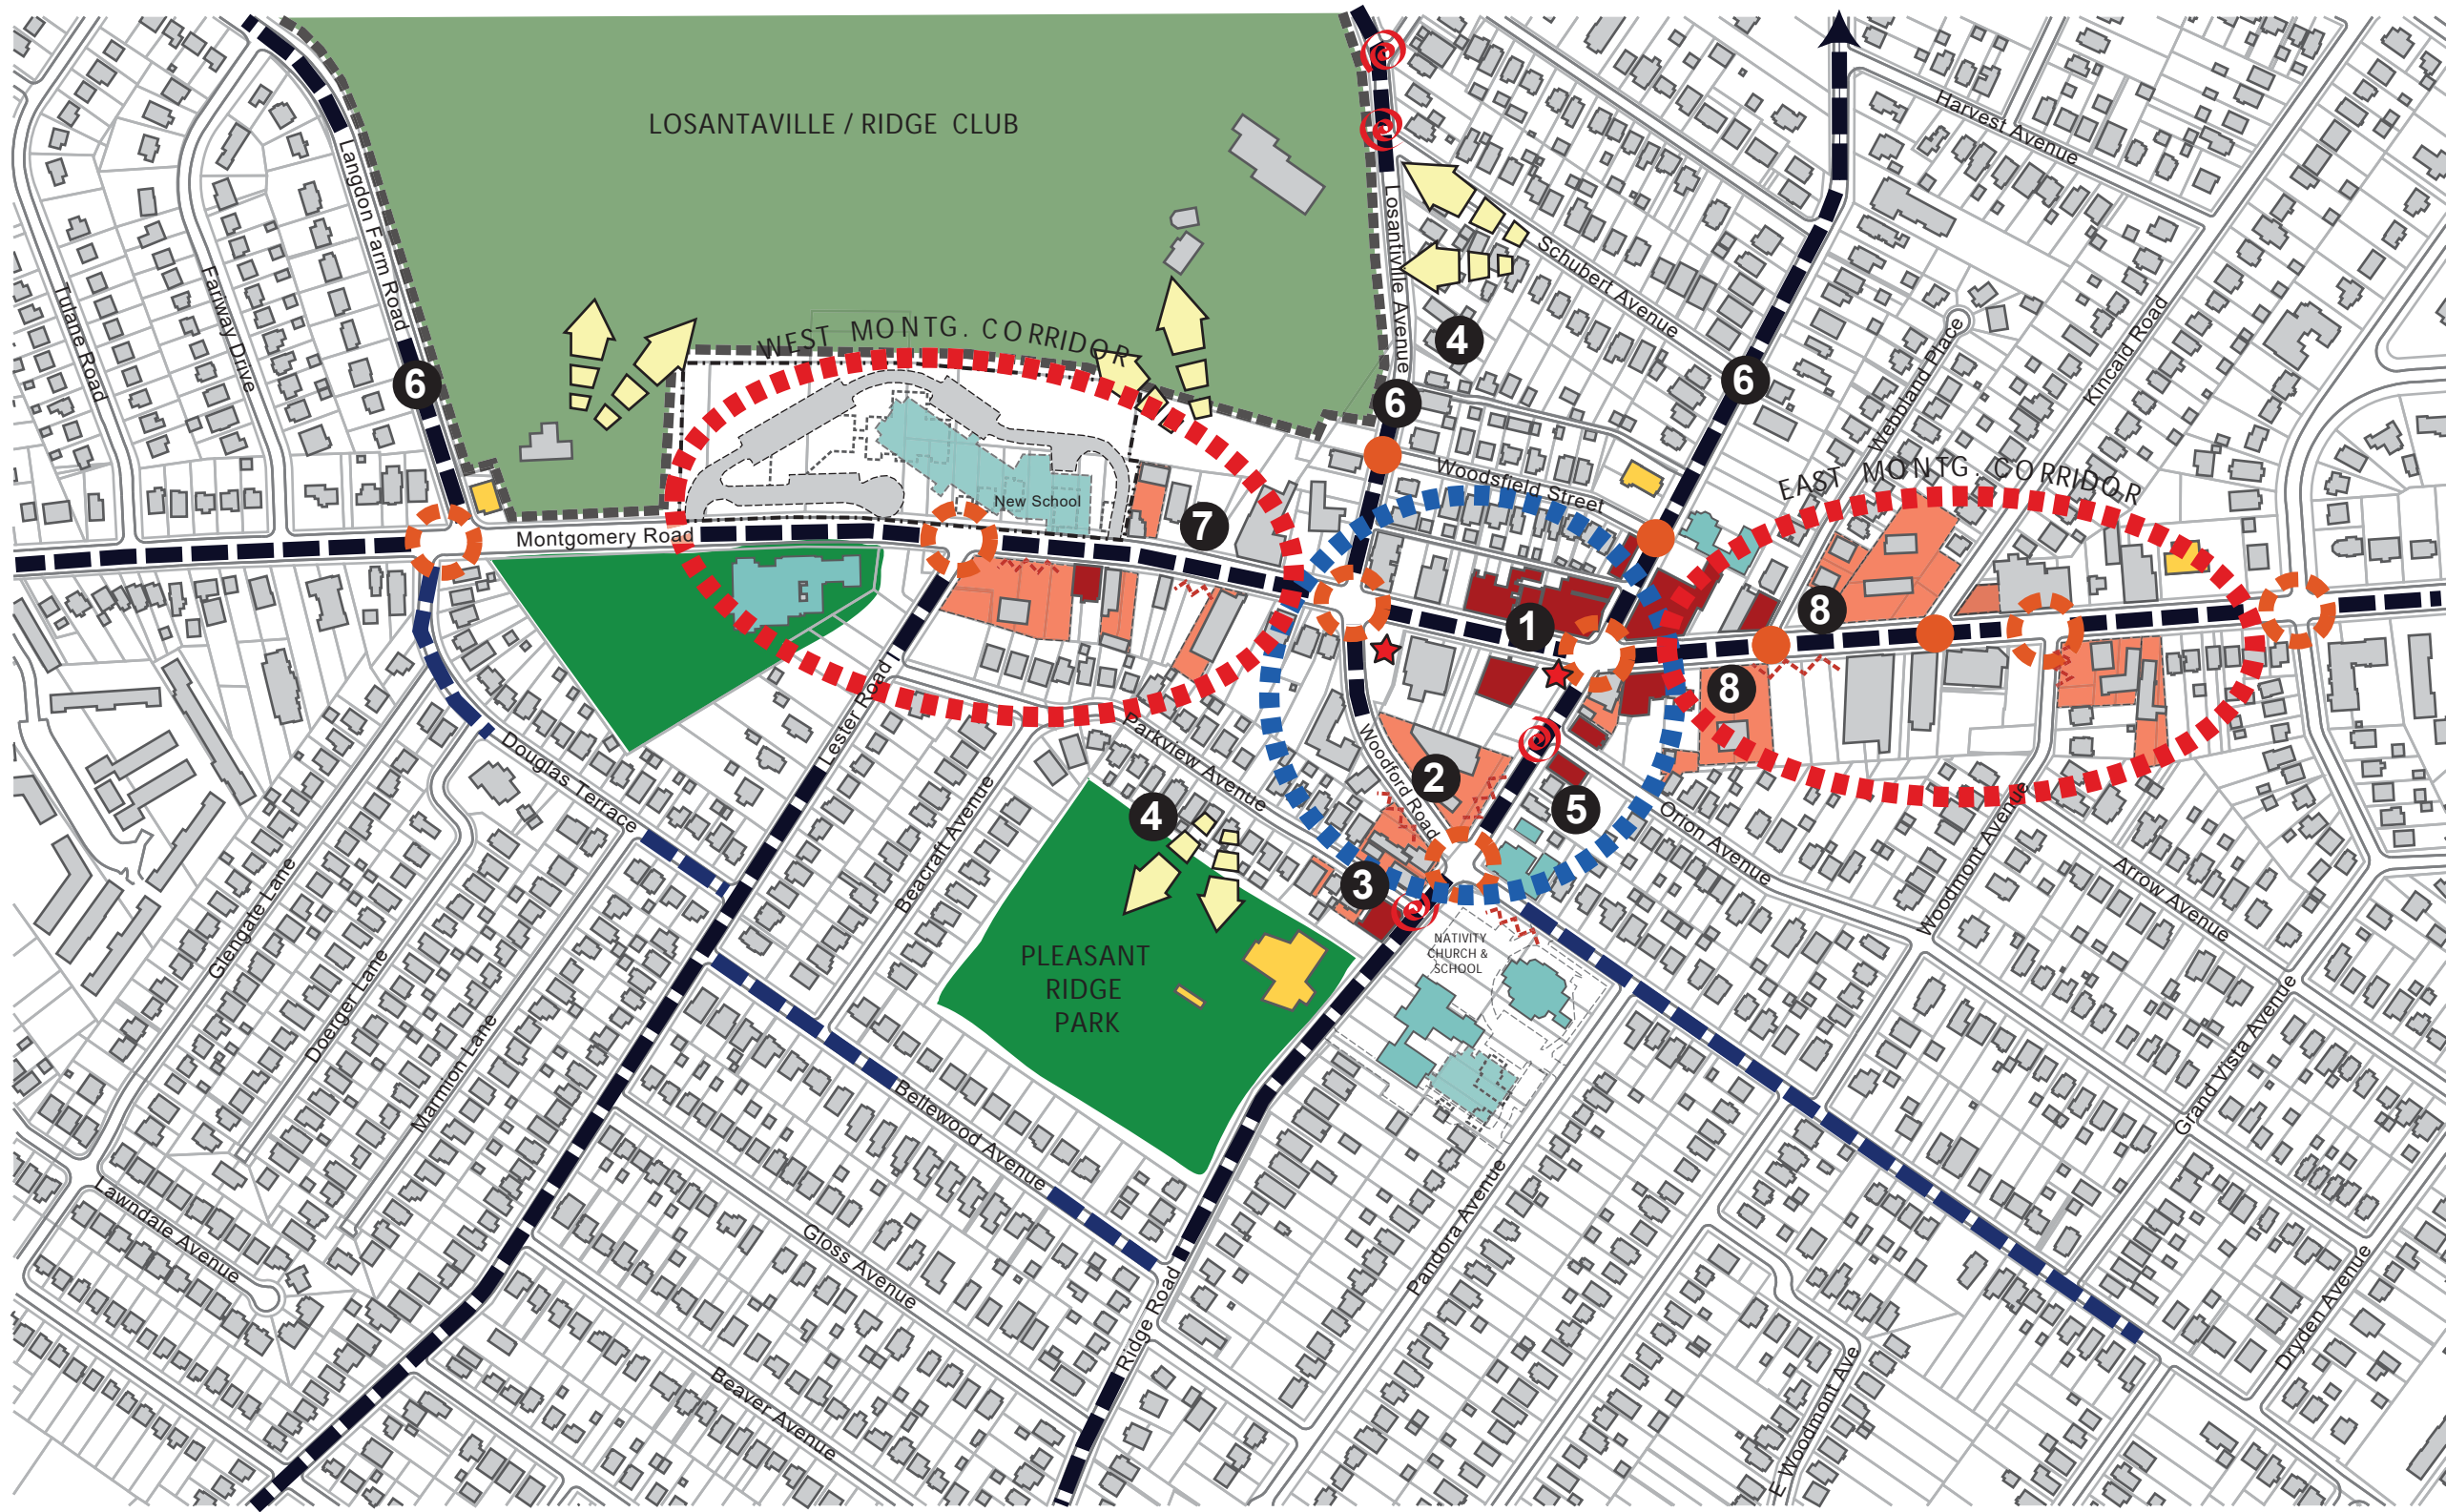 LOSANTAVILLE / RIDGE CLUB
Harvest Avenue
Langdon Farm Road
Losantiville Avenue
Schubert Avenue
Tulane Road
Fariway Drive
WEST MONTG. CORRIDOR
4
6
6
6
Webbland Place
Kincaid Road
Woodsfield Street
EAST MONTG. CORRIDOR
New School
7
Montgomery Road
8
1
8
Lester Road
Parkview Avenue
Woodford Road
2
5
Douglas Terrace
4
Orion Avenue
Beacraft Avenue
Woodmont Avenue
Arrow Avenue
3
Glengate Lane
NATIVITY
CHURCH &
SCHOOL
PLEASANT
RIDGE
PARK
Doerger Lane
Marmion Lane
Grand Vista Avenue
Bellewood Avenue
Lawndale Avenue
Gloss Avenue
Pandora Avenue
Ridge Road
Dryden Avenue
Beaver Avenue
E Woodmont Ave